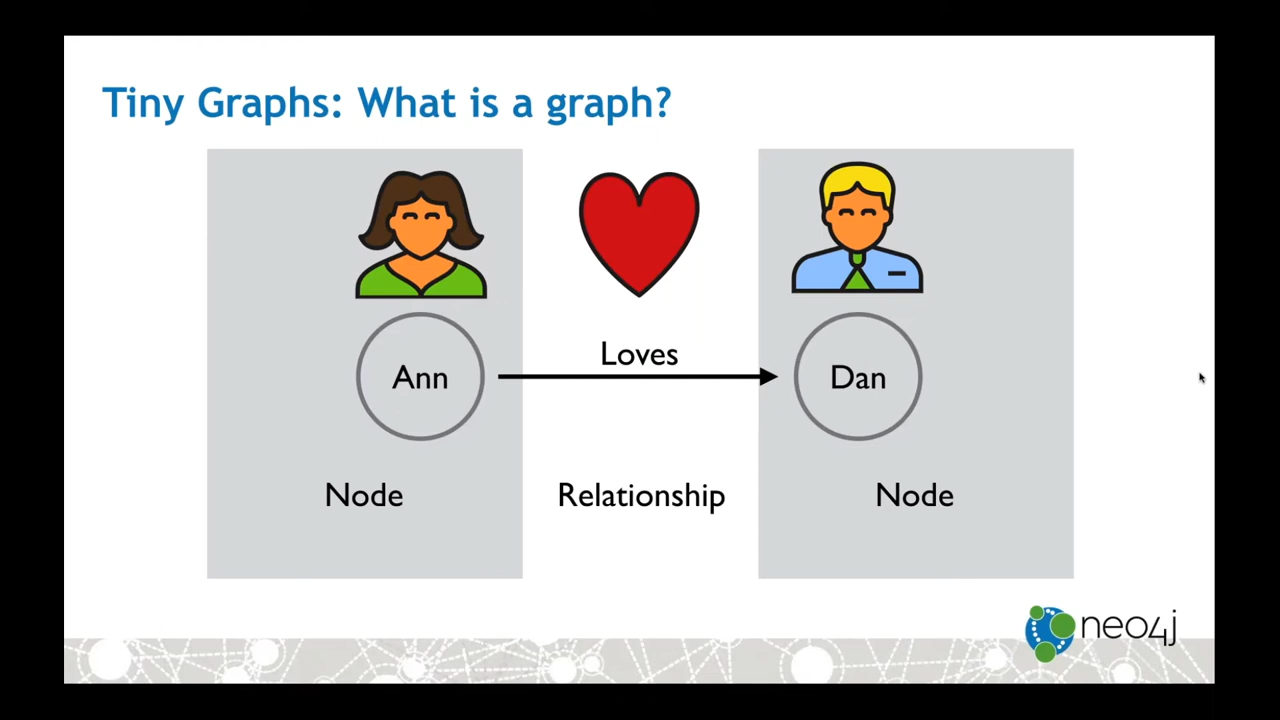 Tiny Graphs: What is a graph?
Loves
Ann
Dan
Node
Relationship
Node
neo4j